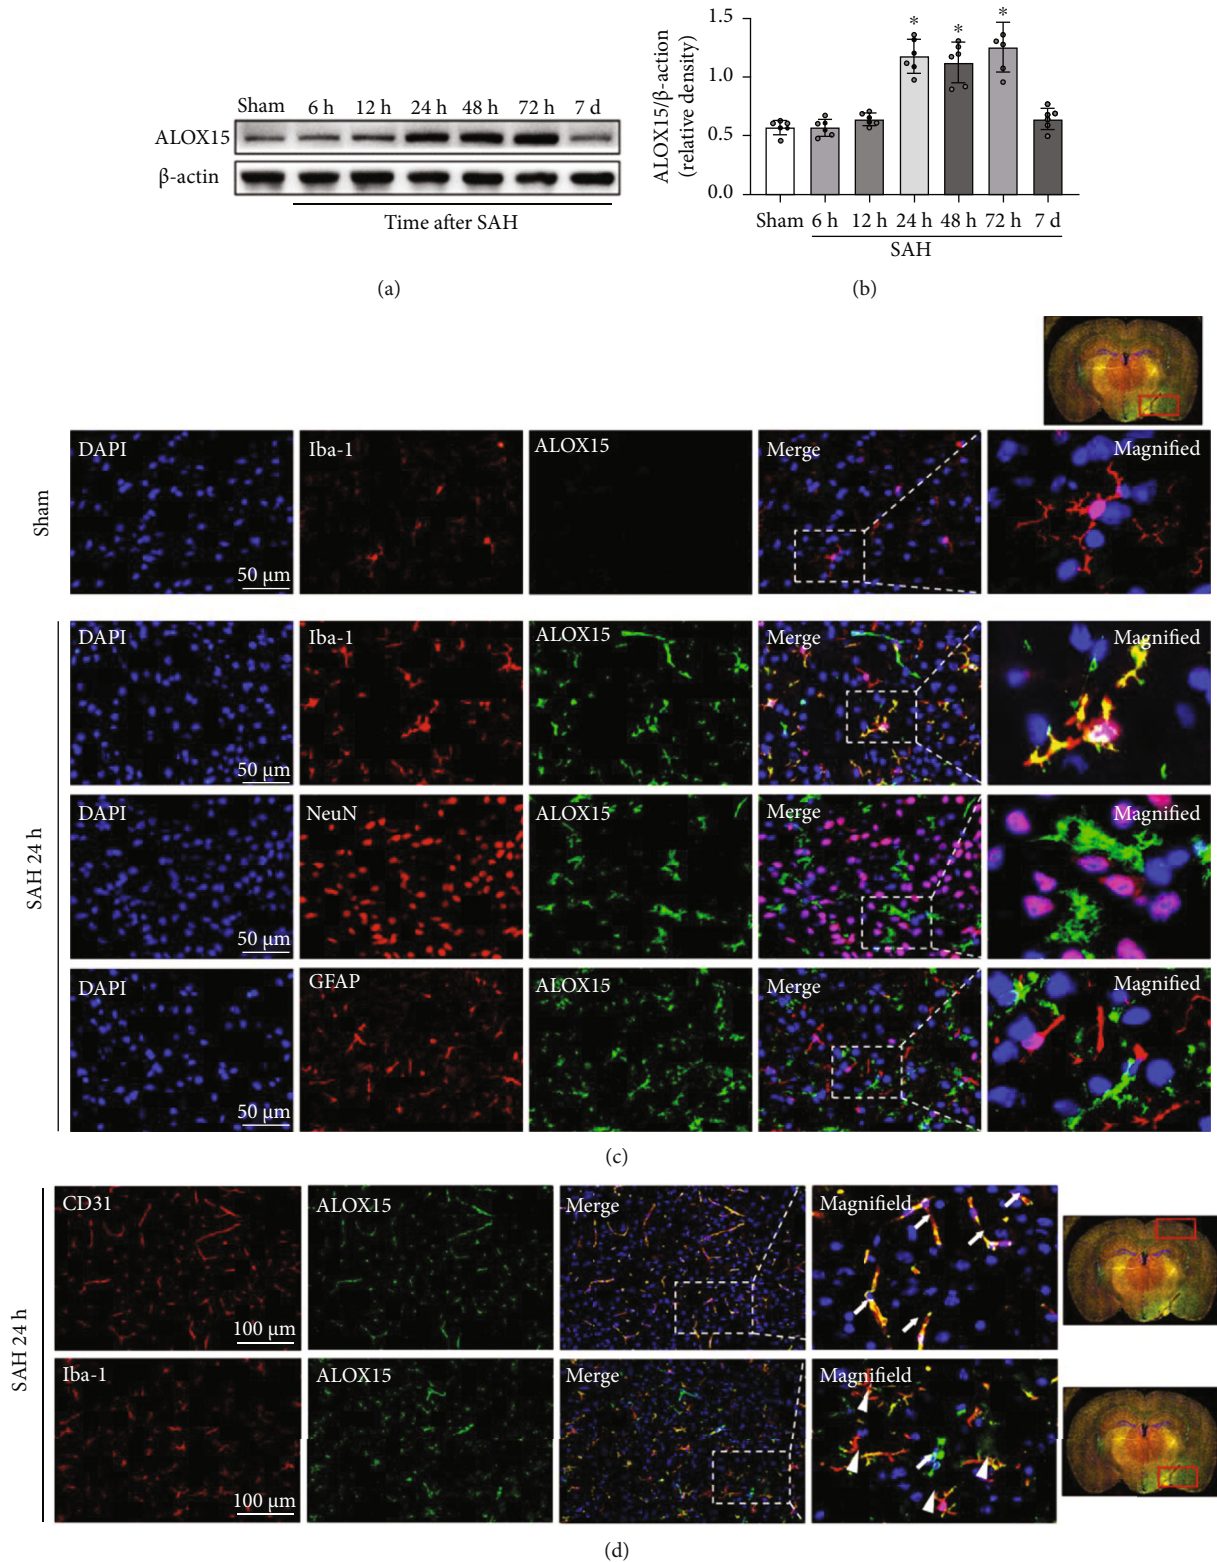 Sham 6 h 12 h 24 h 48 h 72 h 7 d
ALOX15
β-actin
Time after SAH
(a)
ALOX15/β-action
(relative density)
1.5
1.0
0.5
0.0
* * *
Sham 6 h 12 h 24 h 48 h 72 h 7 d
SAH
(b)
Sham
DAPI Iba-1 ALOX15 Merge Magnified
50 µm
SAH 24 h
DAPI Iba-1 ALOX15 Merge Magnified
50 µm
DAPI NeuN ALOX15 Merge Magnified
50 µm
DAPI GFAP ALOX15 Merge Magnified
50 µm
(c)
SAH 24 h
CD31 ALOX15 Merge Magnifield
100 µm
Iba-1 ALOX15 Merge Magnifield
100 µm
(d)